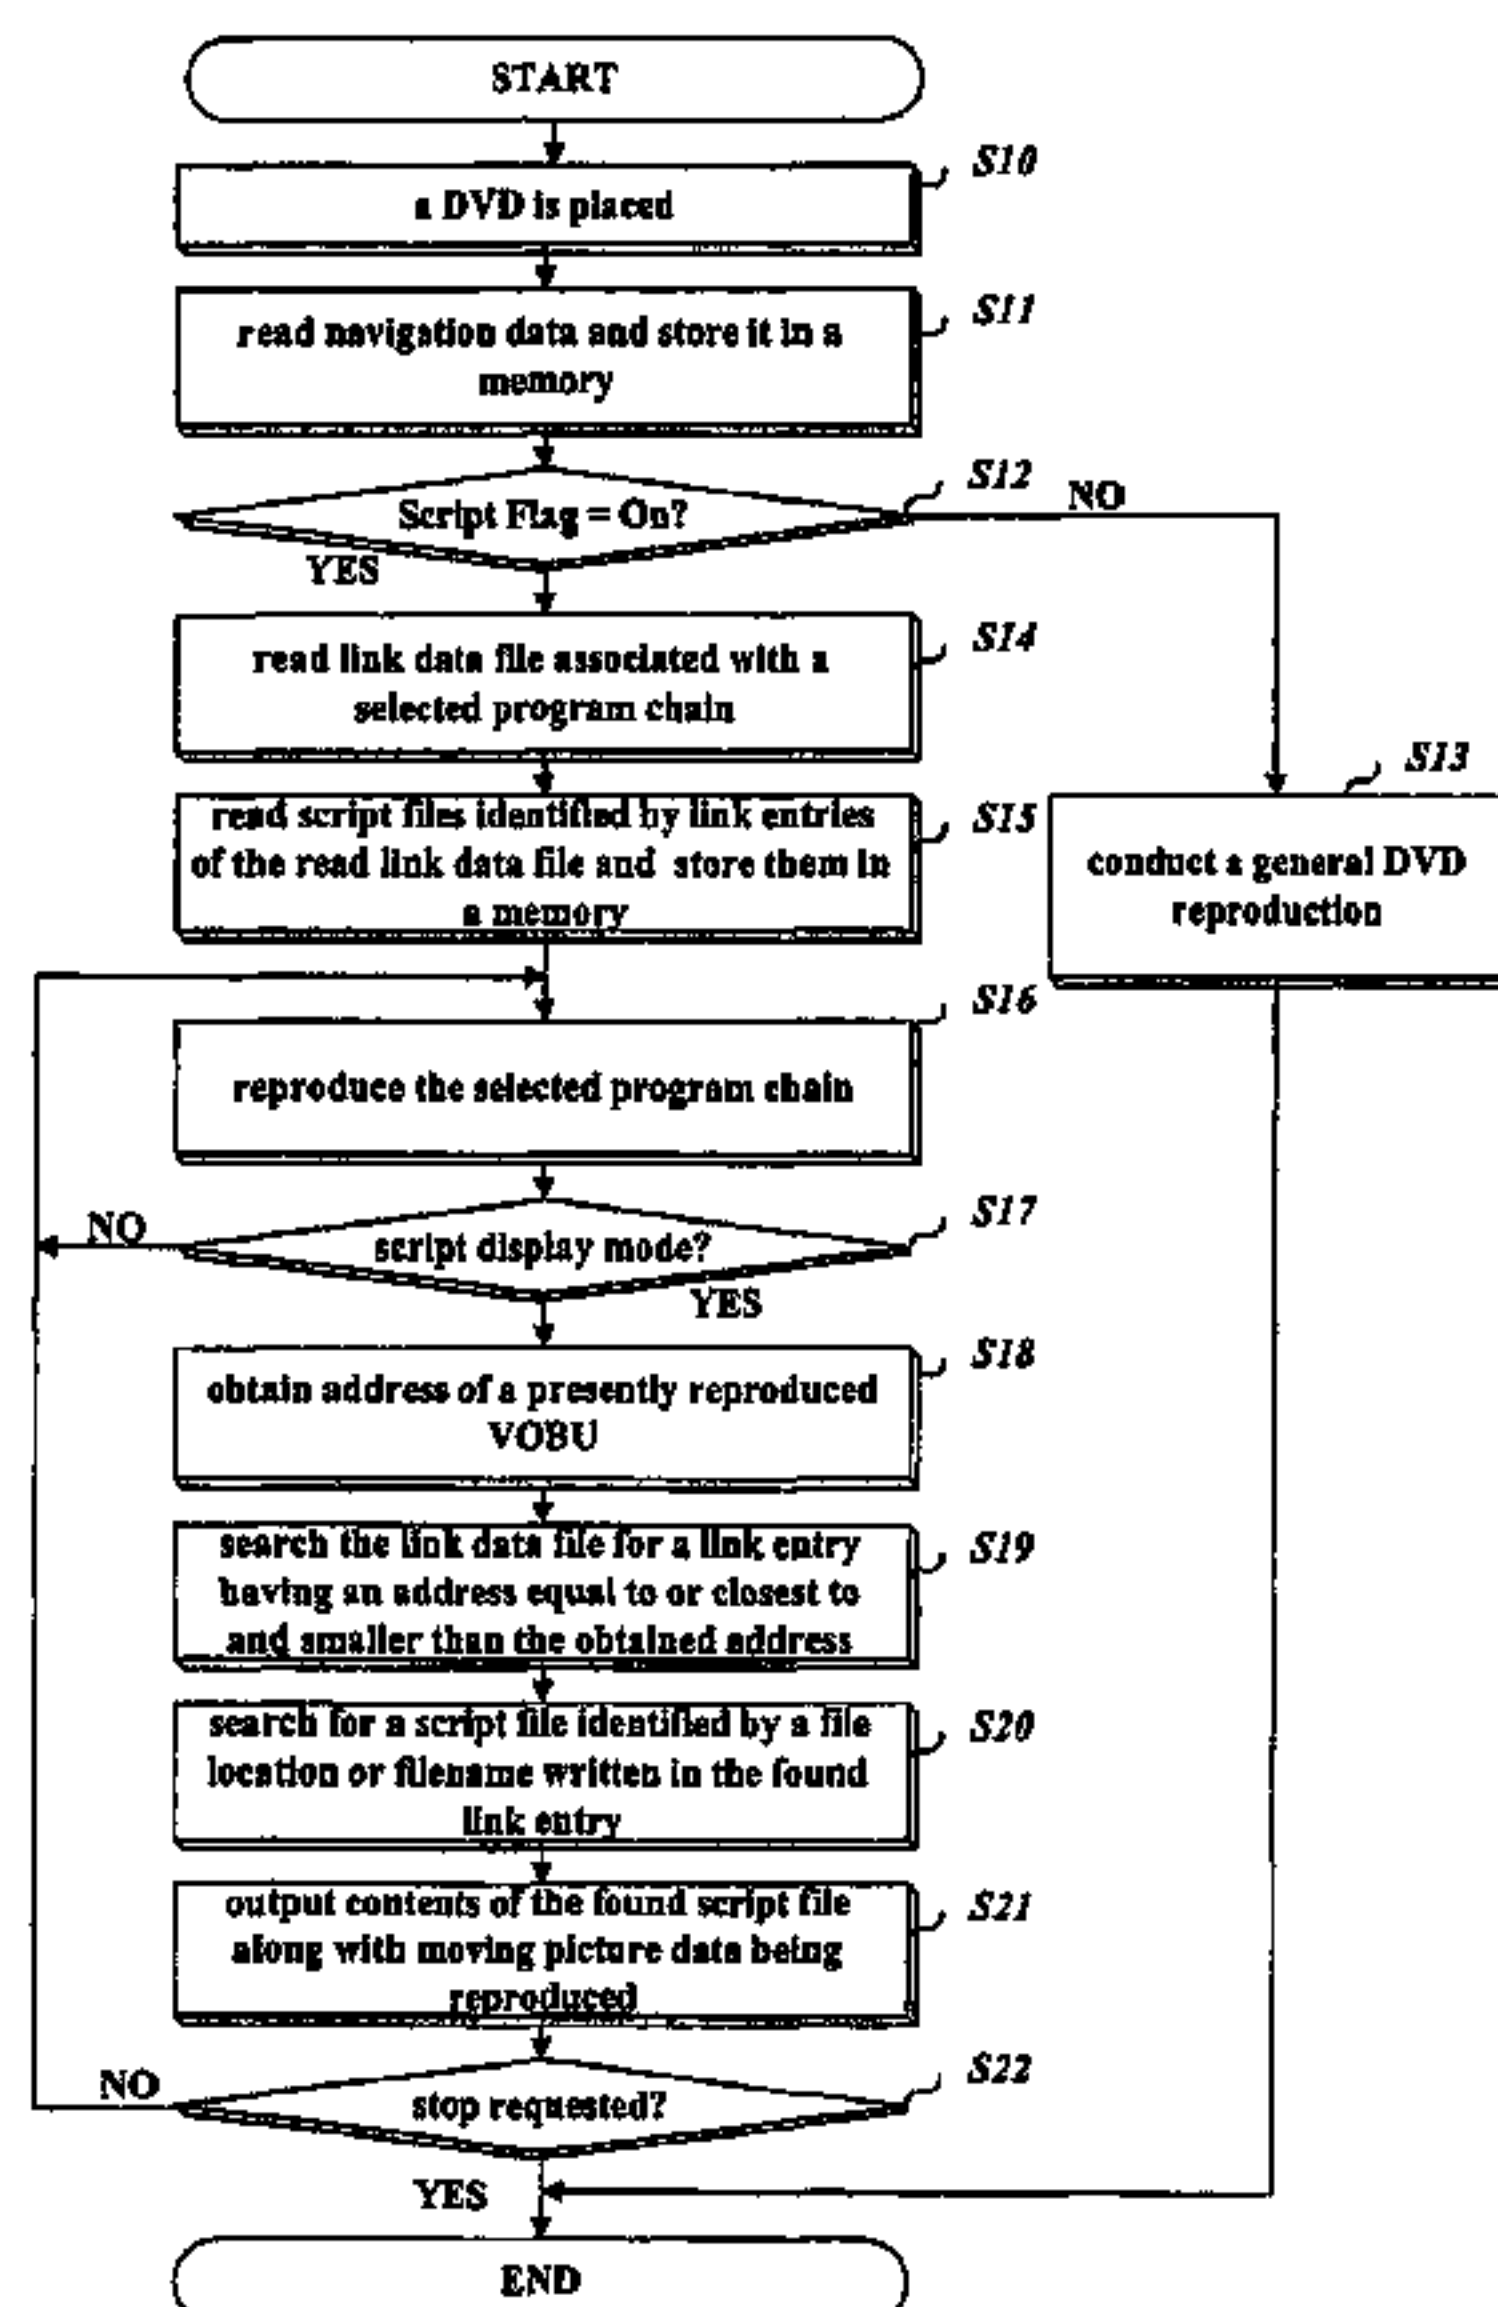 START
S10
a DVD is placed
S11
read navigation data and store it in a
memory
S12
NO
Script Flag = On?
YES
S14
read link data file associated with a
selected program chain
S13
conduct a general DVD
reproduction
S15
read script files identified by link entries
of the read link data file and store them in
a memory
S16
reproduce the selected program chain
S17
NO
script display mode?
YES
S18
obtain address of a presently reproduced
VOBU
S19
search the link data file for a link entry
having an address equal to or closest to
and smaller than the obtained address
S20
search for a script file identified by a file
location or filename written in the found
link entry
S21
output contents of the found script file
along with moving picture data being
reproduced
S22
NO
stop requested?
YES
END